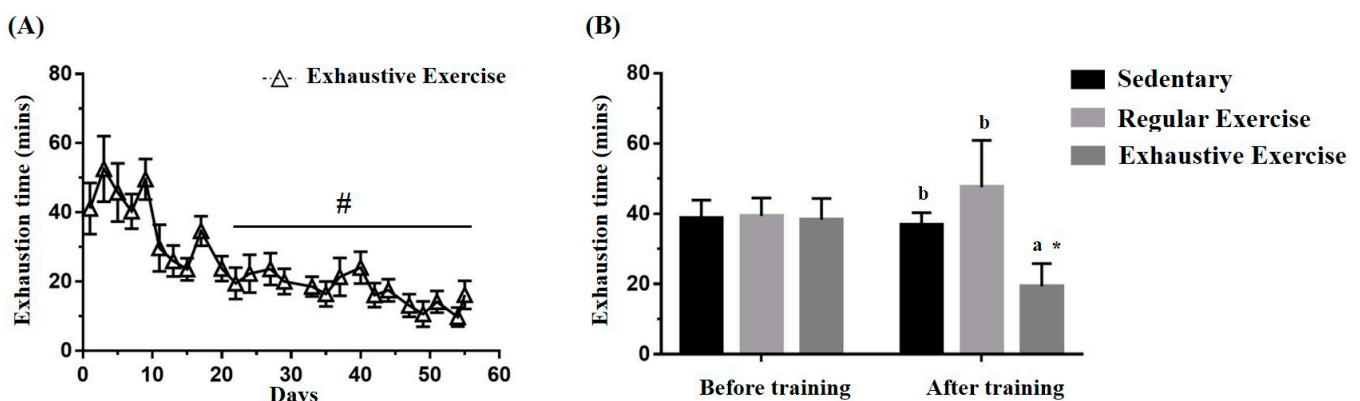 (A)
Exhaustion time (mins)
80
60
40
20
0
Exhaustive Exercise
#
0 10 20 30 40 50 60
Days
(B)
Exhaustion time (mins)
80
60
40
20
0
b
b
a *
Before training After training
Sedentary
Regular Exercise
Exhaustive Exercise